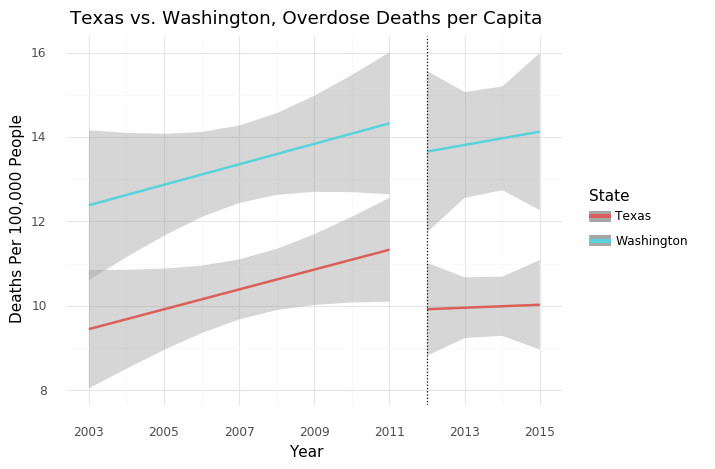 Texas vs. Washington, Overdose Deaths per Capita
Deaths Per 100,000 People
16
14
12
10
8
2003 2005 2007 2009 2011 2013 2015
Year
State
Texas
Washington